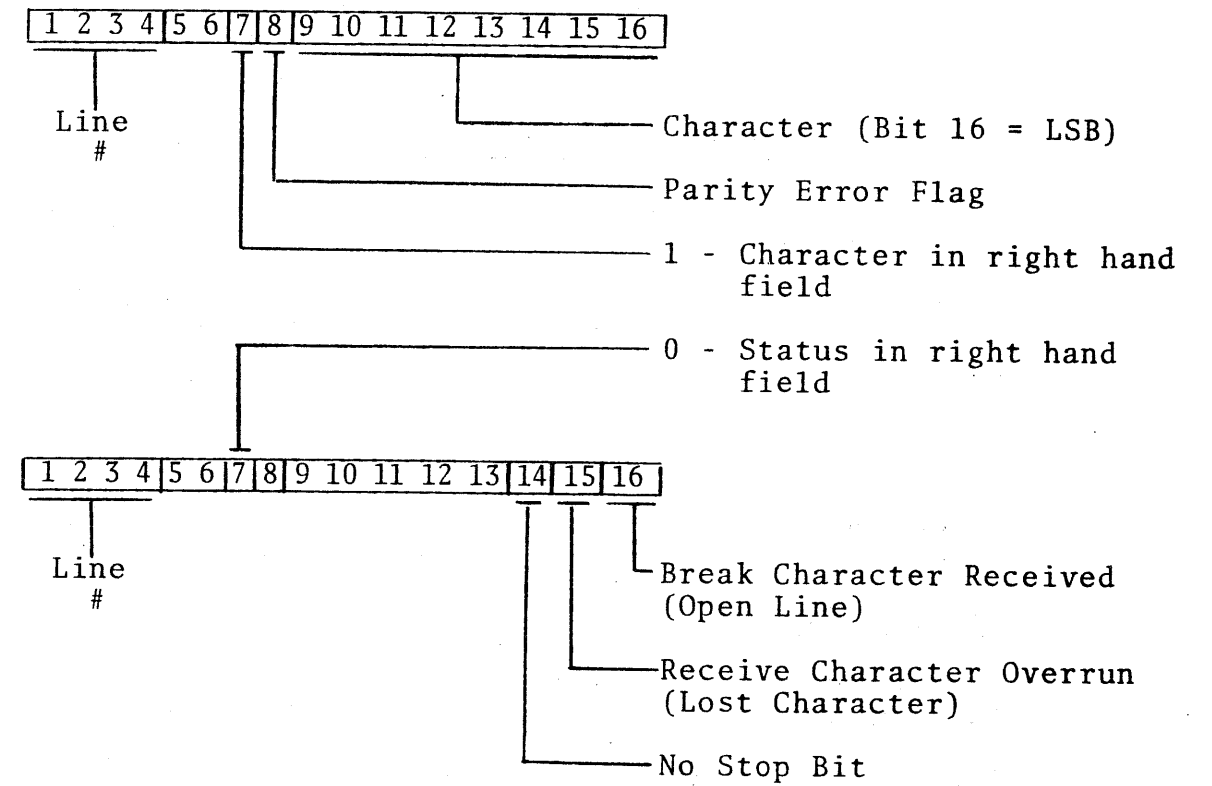 1 2 3 4 5 6 7 8 9 10 11 12 13 14 15 16
Line
#
Character (Bit 16 = LSB)
Parity Error Flag
1 - Character in right hand
field
0 - Status in right hand
field
1 2 3 4 5 6 7 8 9 10 11 12 13 14 15 16
Line
#
Break Character Received
(Open Line)
Receive Character Overrun
(Lost Character)
No Stop Bit